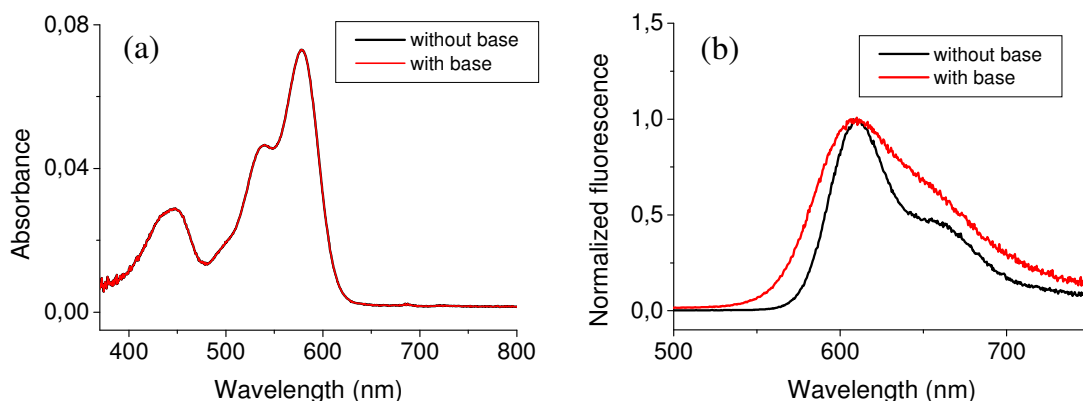 (a)
without base
with base
0,08
0,04
0,00
Absorbance
400 500 600 700 800
Wavelength (nm)
(b)
without base
with base
1,5
1,0
0,5
0,0
Normalized fluorescence
500 600 700
Wavelength (nm)